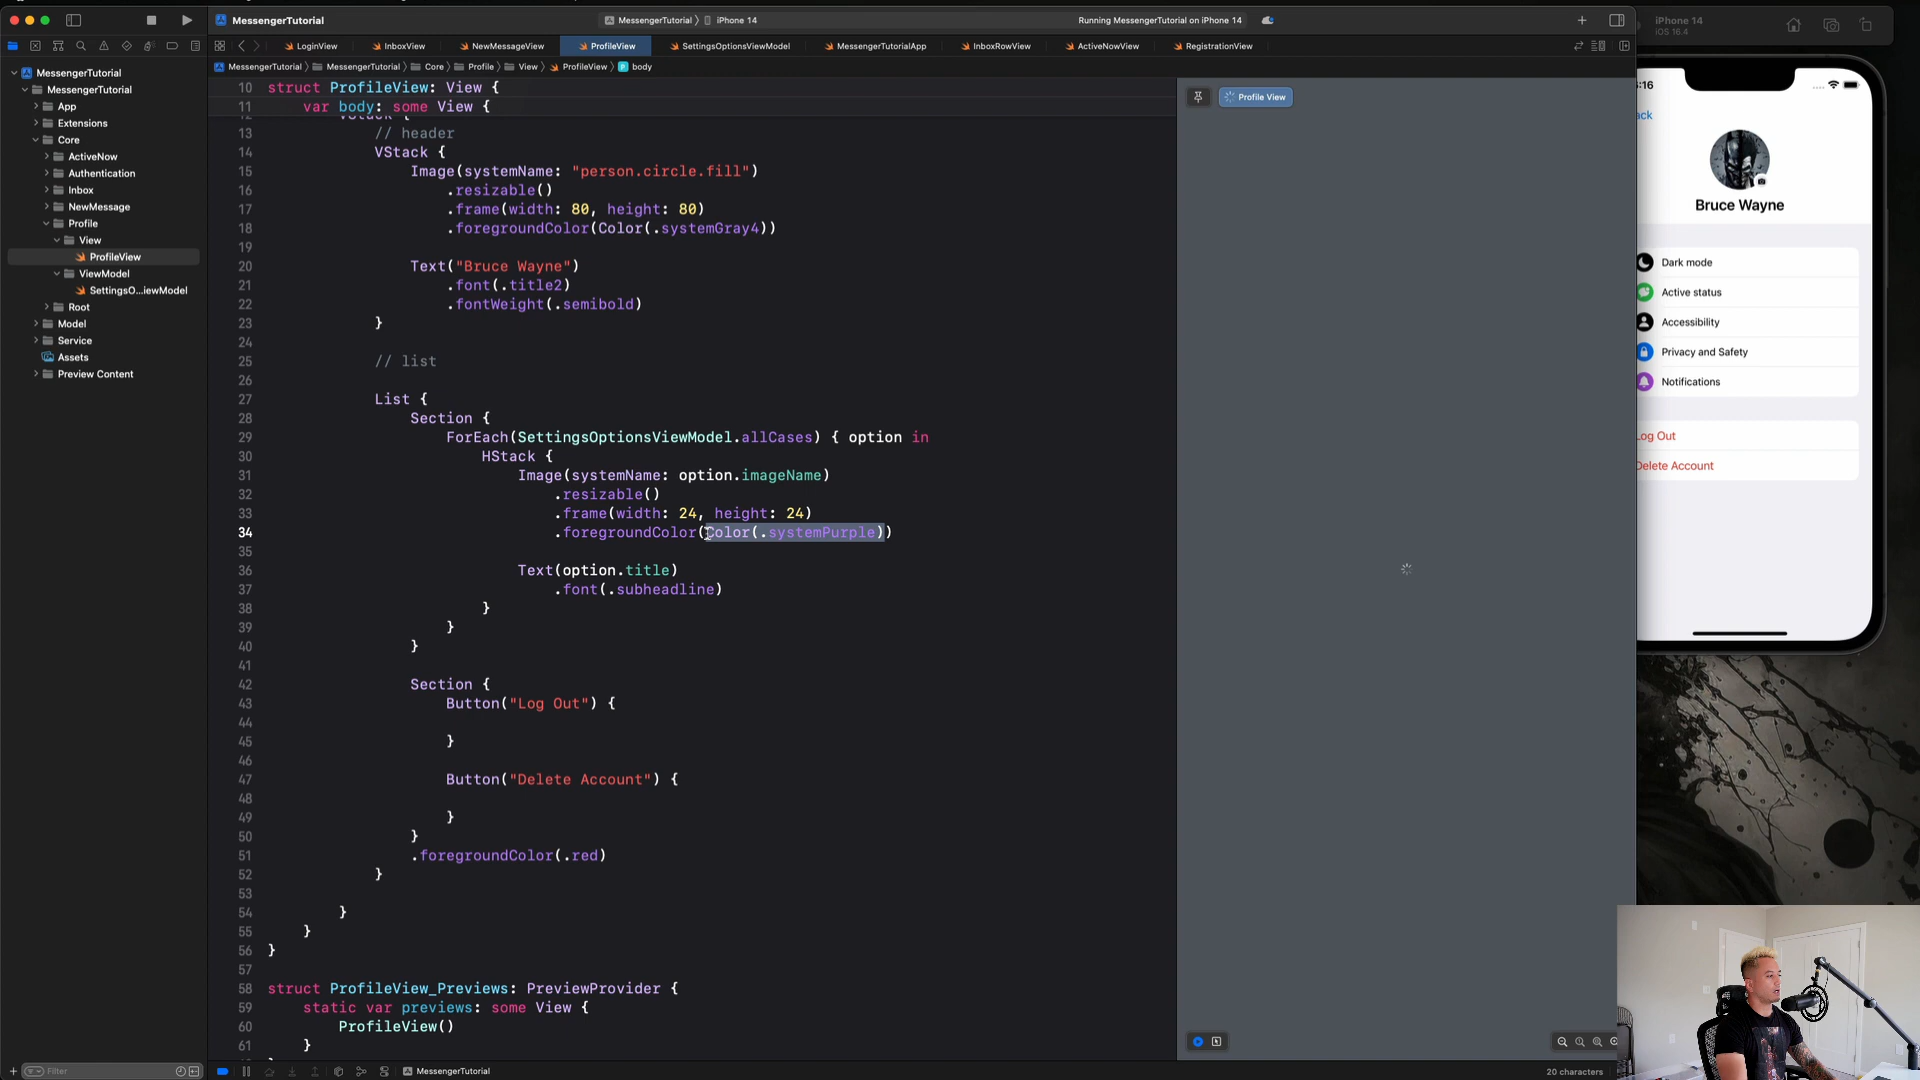 MessengerTutorial
MessengerTutorial
iPhone 14
Running MessengerTutorial on iPhone 14
iPhone 14
iOS 16.4
LoginView
InboxView
NewMessageView
ProfileView
SettingsOptionsViewModel
MessengerTutorialApp
InboxRowView
ActiveNowView
RegistrationView
MessengerTutorial
MessengerTutorial
Core
Profile
View
ProfileView
body
MessengerTutorial
MessengerTutorial
App
Extensions
Core
ActiveNow
Authentication
Inbox
NewMessage
Profile
View
ProfileView
ViewModel
SettingsO...iewModel
Root
Model
Service
Assets
Preview Content
10 struct ProfileView: View {
11 var body: some View {
13 // header
14 VStack {
15 Image(systemName: "person.circle.fill")
16 .resizable()
17 .frame(width: 80, height: 80)
18 .foregroundColor(Color(.systemGray4))
19
20 Text("Bruce Wayne")
21 .font(.title2)
22 .fontWeight(.semibold)
23 }
24
25 // list
26
27 List {
28 Section {
29 ForEach(SettingsOptionsViewModel.allCases) { option in
30 HStack {
31 Image(systemName: option.imageName)
32 .resizable()
33 .frame(width: 24, height: 24)
34 .foregroundColor(Color(.systemPurple))
35
36 Text(option.title)
37 .font(.subheadline)
38 }
39 }
40 }
41
42 Section {
43 Button("Log Out") {
44
45 }
46
47 Button("Delete Account") {
48
49 }
50 }
51 .foregroundColor(.red)
52 }
53
54 }
55 }
56 }
57
58 struct ProfileView_Previews: PreviewProvider {
59 static var previews: some View {
60 ProfileView()
61 }
Profile View
:16
ack
Bruce Wayne
Dark mode
Active status
Accessibility
Privacy and Safety
Notifications
Log Out
Delete Account
Filter
MessengerTutorial
20 characters